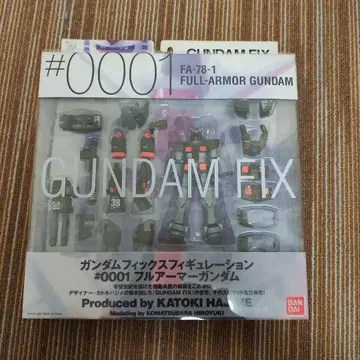 GUNDAM FIX
#0001
FA-78-1
FULL-ARMOR GUNDAM
GUNDAM FIX
38
ガンダムフィックスフィギュレーション
#0001 フルアーマーガンダム
Produced by KATOKI HAJIME
Modeling by KOMATSUBARA HIROYUKI
BANDAI